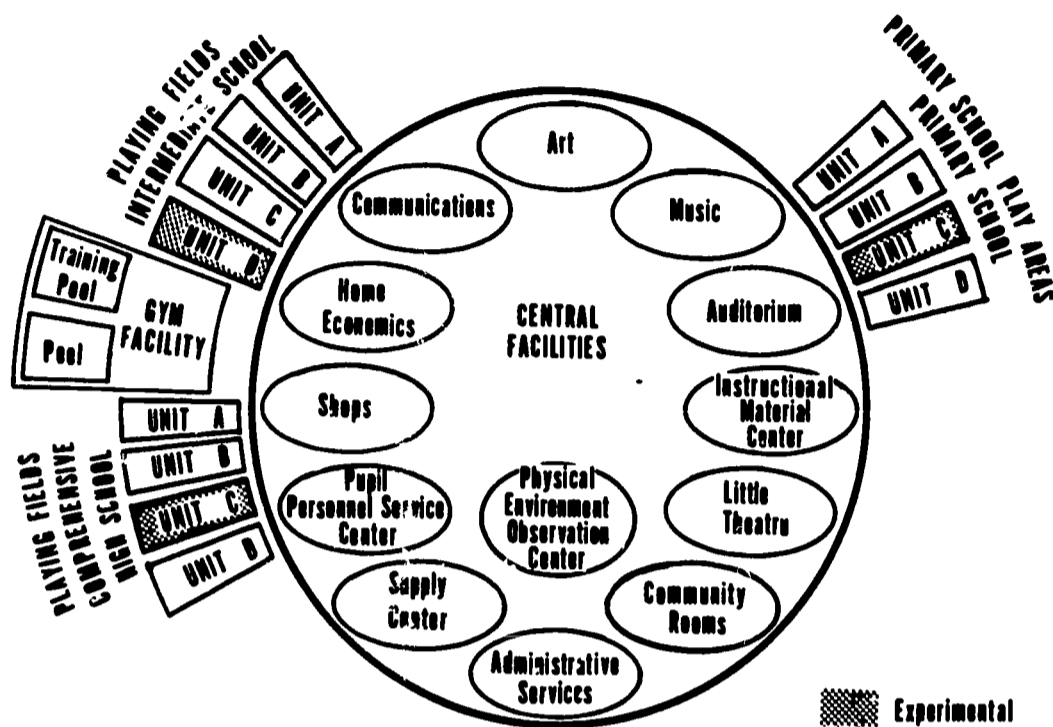 PLAYING FIELDS
INTERMEDIATE SCHOOL
UNIT A
UNIT B
UNIT C
UNIT D
Training
Pool
Pool
GYM
FACILITY
UNIT A
UNIT B
UNIT C
UNIT D
PLAYING FIELDS
COMPREHENSIVE
HIGH SCHOOL
PRIMARY SCHOOL PLAY AREAS
PRIMARY SCHOOL
UNIT A
UNIT B
UNIT C
UNIT D
CENTRAL
FACILITIES
Art
Communications
Music
Home
Economics
Auditorium
Shops
Instructional
Material
Center
Pupil
Personnel Service
Center
Physical
Environment
Observation
Center
Little
Theatre
Supply
Center
Community
Rooms
Administrative
Services
Experimental